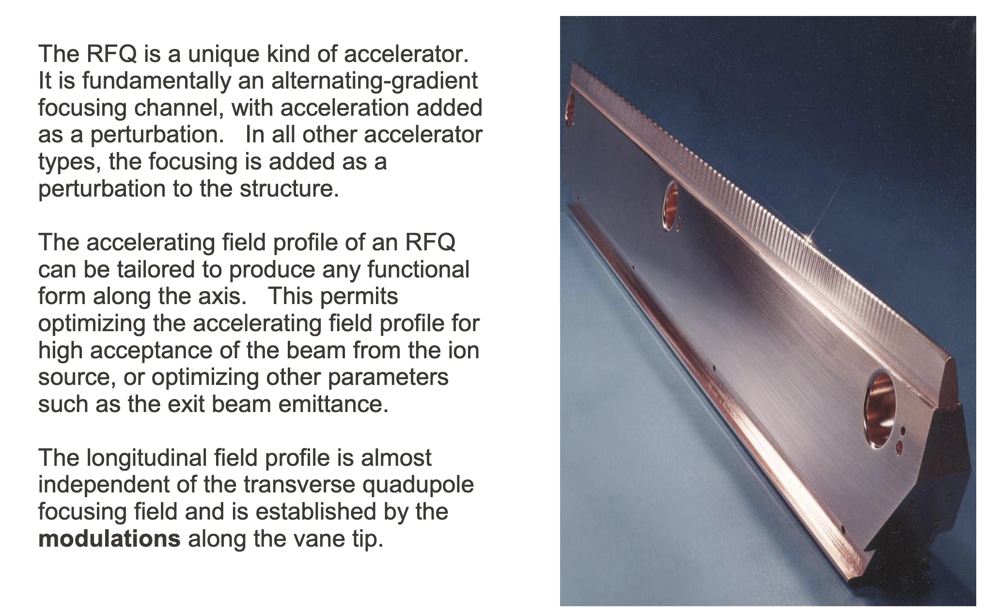 The RFQ is a unique kind of accelerator.
It is fundamentally an alternating-gradient
focusing channel, with acceleration added
as a perturbation.   In all other accelerator
types, the focusing is added as a
perturbation to the structure.
The accelerating field profile of an RFQ
can be tailored to produce any functional
form along the axis.   This permits
optimizing the accelerating field profile for
high acceptance of the beam from the ion
source, or optimizing other parameters
such as the exit beam emittance.
The longitudinal field profile is almost
independent of the transverse quadupole
focusing field and is established by the
modulations along the vane tip.